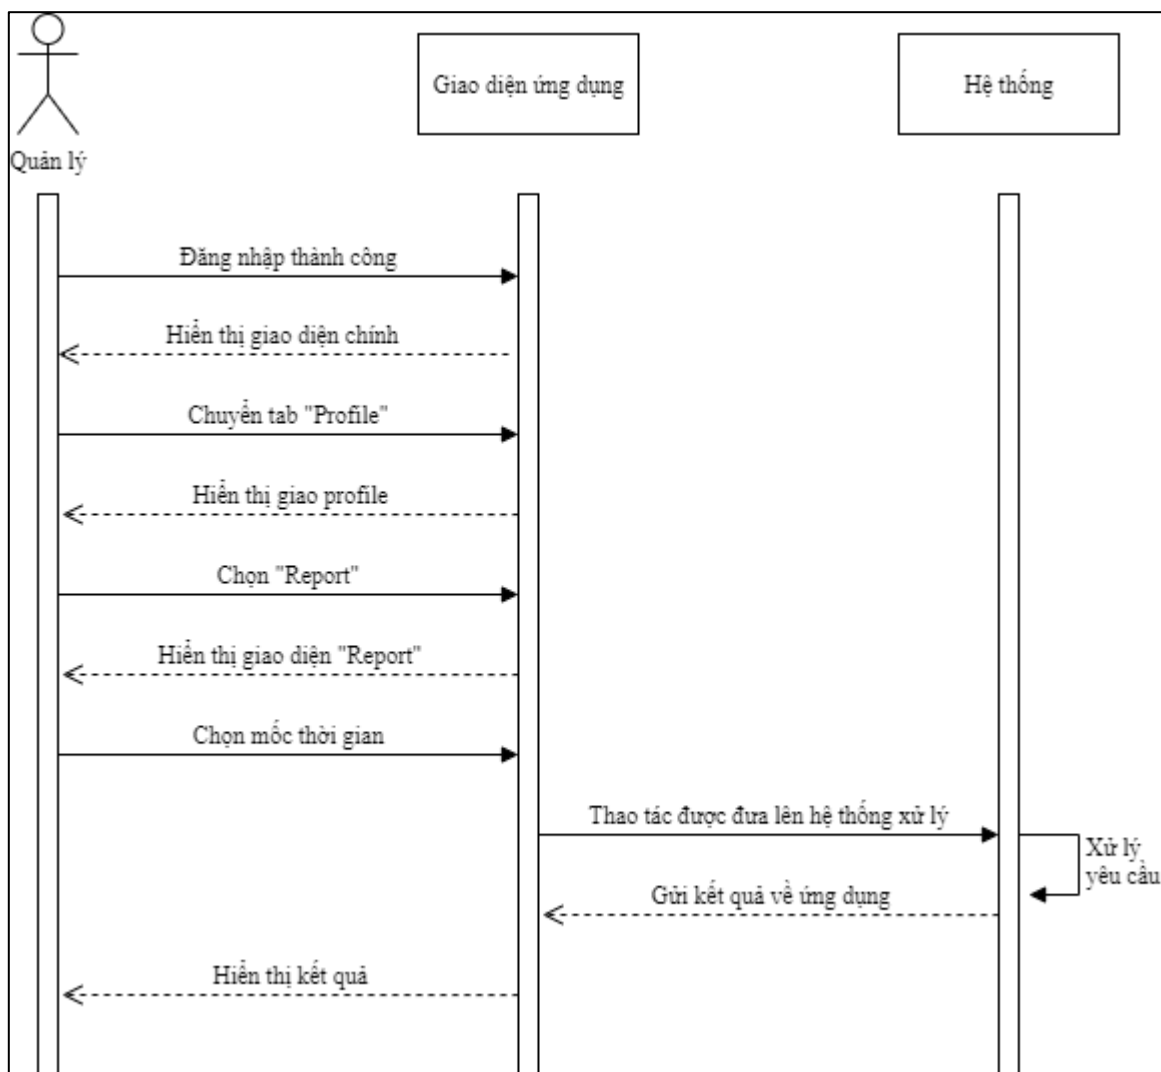 Giao diện ứng dụng
Hệ thống
Quản lý
Đăng nhập thành công
Hiển thị giao diện chính
Chuyển tab "Profile"
Hiển thị giao profile
Chọn "Report"
Hiển thị giao diện "Report"
Chọn mốc thời gian
Thao tác được đưa lên hệ thống xử lý
Xử lý
yêu cầu
Gửi kết quả về ứng dụng
Hiển thị kết quả